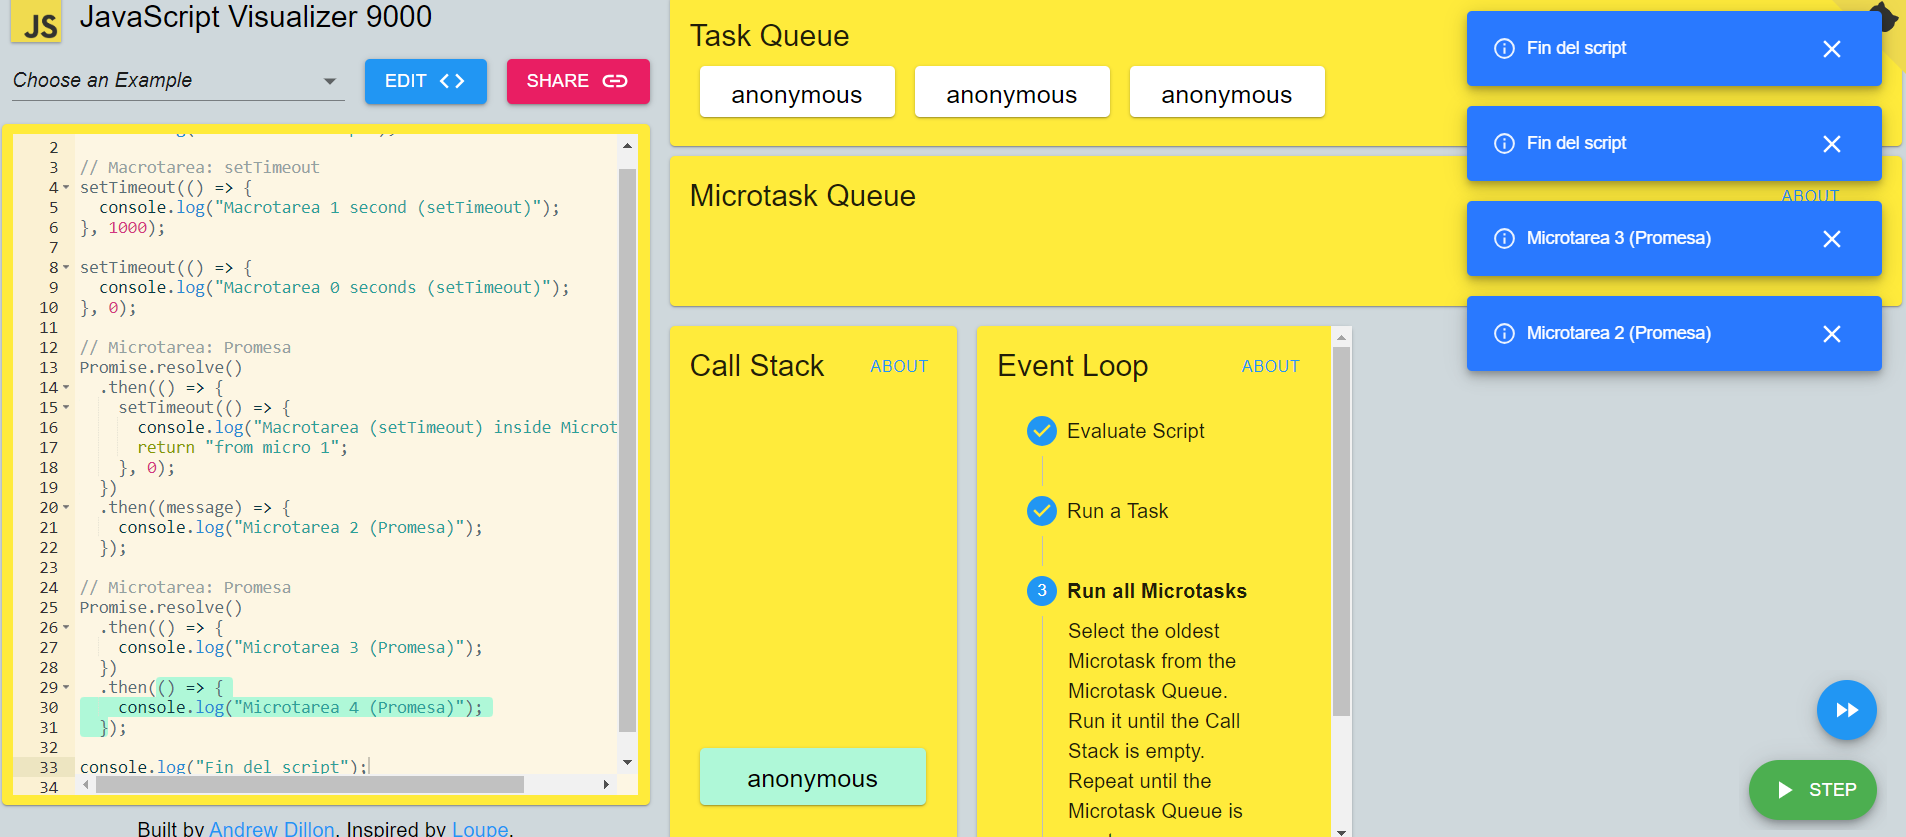 JS
JavaScript Visualizer 9000
Choose an Example
EDIT
SHARE
2
3 // Macrotarea: setTimeout
4 setTimeout(() => {
5 console.log("Macrotarea 1 second (setTimeout)");
6 }, 1000);
7
8 setTimeout(() => {
9 console.log("Macrotarea 0 seconds (setTimeout)");
10 }, 0);
11
12 // Microtarea: Promesa
13 Promise.resolve()
14 .then(() => {
15 setTimeout(() => {
16 console.log("Macrotarea (setTimeout) inside Microt
17 return "from micro 1";
18 }, 0);
19 })
20 .then((message) => {
21 console.log("Microtarea 2 (Promesa)");
22 });
23
24 // Microtarea: Promesa
25 Promise.resolve()
26 .then(() => {
27 console.log("Microtarea 3 (Promesa)");
28 })
29 .then(() => {
30 console.log("Microtarea 4 (Promesa)");
31 });
32
33 console.log("Fin del script");
34
Built by Andrew Dillon. Inspired by Loupe.
Task Queue
anonymous anonymous anonymous
Microtask Queue
ABOUT
Call Stack
ABOUT
anonymous
Event Loop
ABOUT
Evaluate Script
Run a Task
3 Run all Microtasks
Select the oldest
Microtask from the
Microtask Queue.
Run it until the Call
Stack is empty.
Repeat until the
Microtask Queue is
Fin del script
Fin del script
Microtarea 3 (Promesa)
Microtarea 2 (Promesa)
STEP